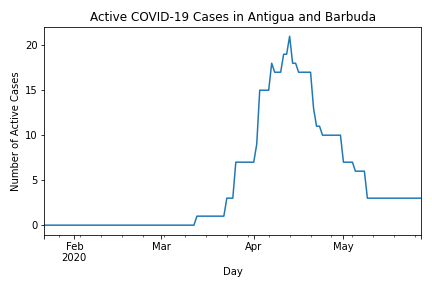 Active COVID-19 Cases in Antigua and Barbuda
Number of Active Cases
20
15
10
5
0
Feb Mar Apr May
2020
Day